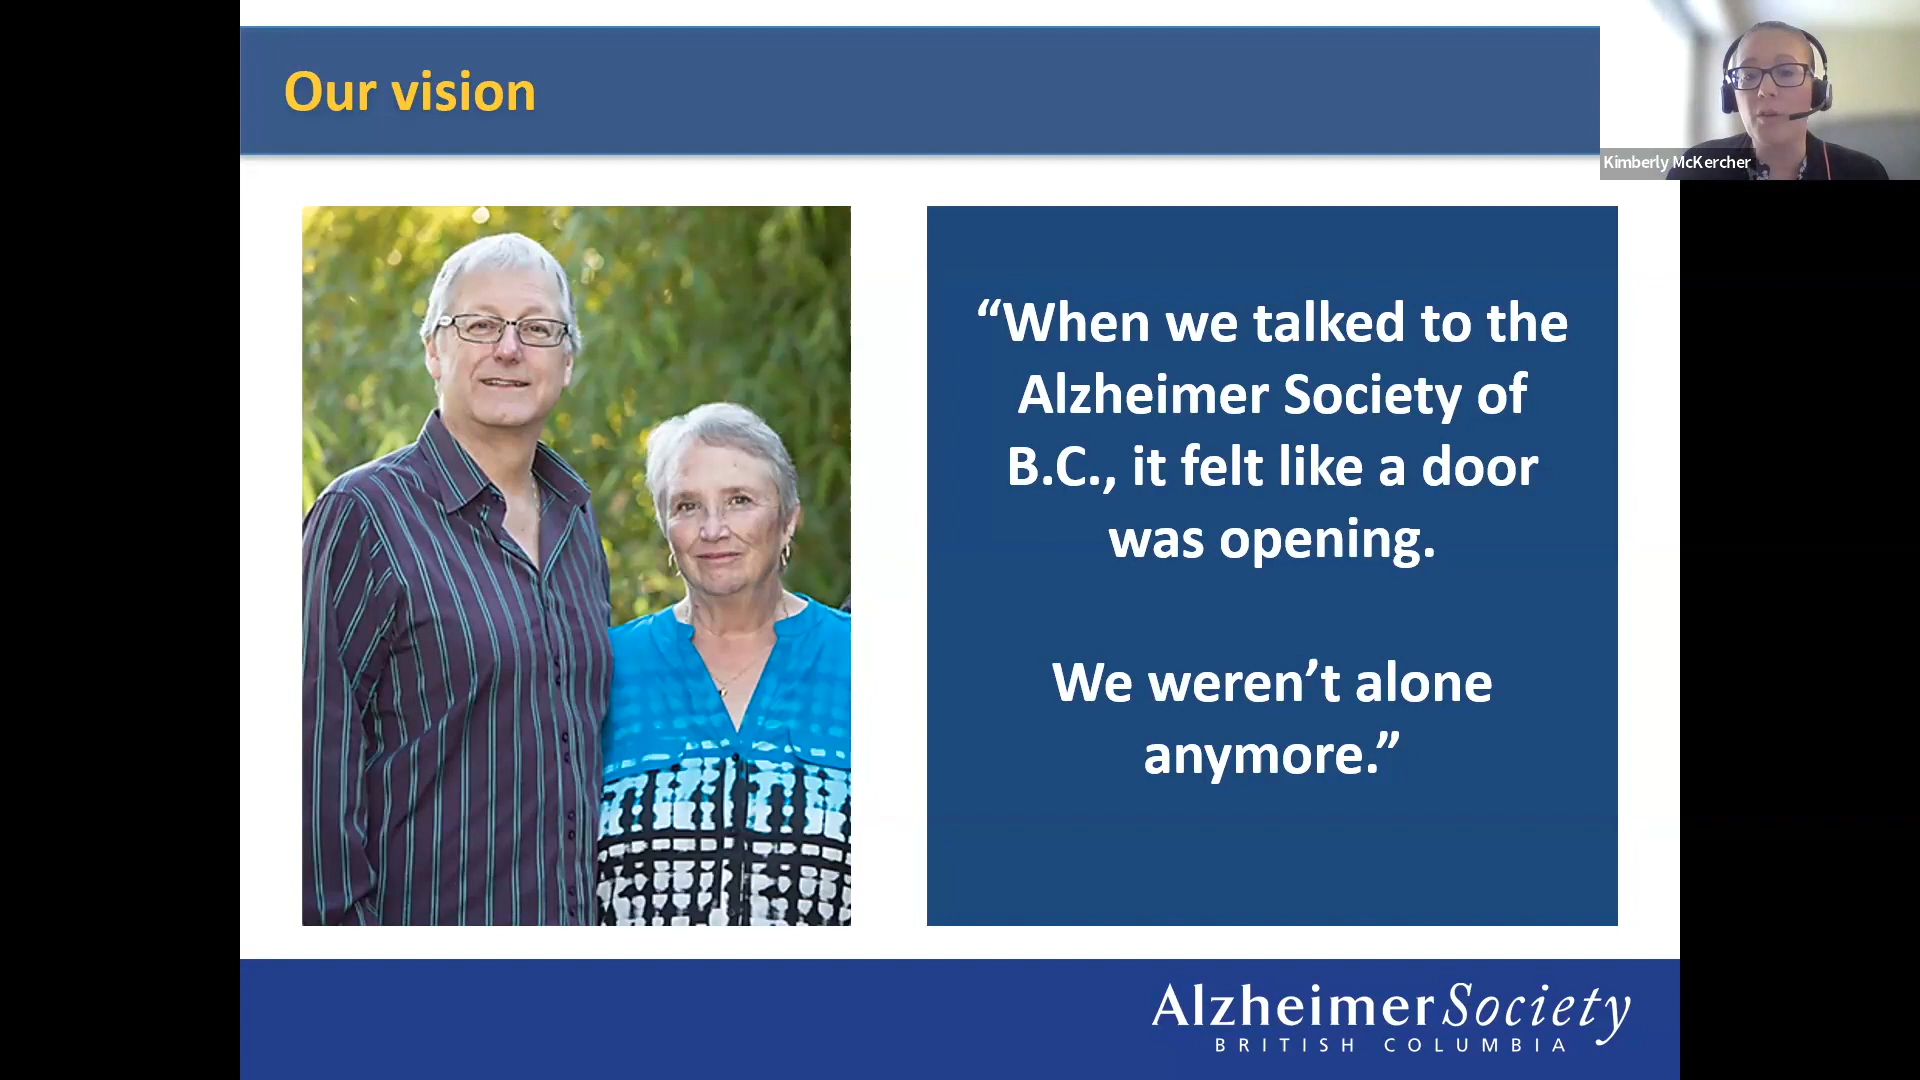 Our vision
Kimberly McKercher
“When we talked to the
Alzheimer Society of
B.C., it felt like a door
was opening.
We weren’t alone
anymore.”
Alzheimer Society
BRITISH COLUMBIA